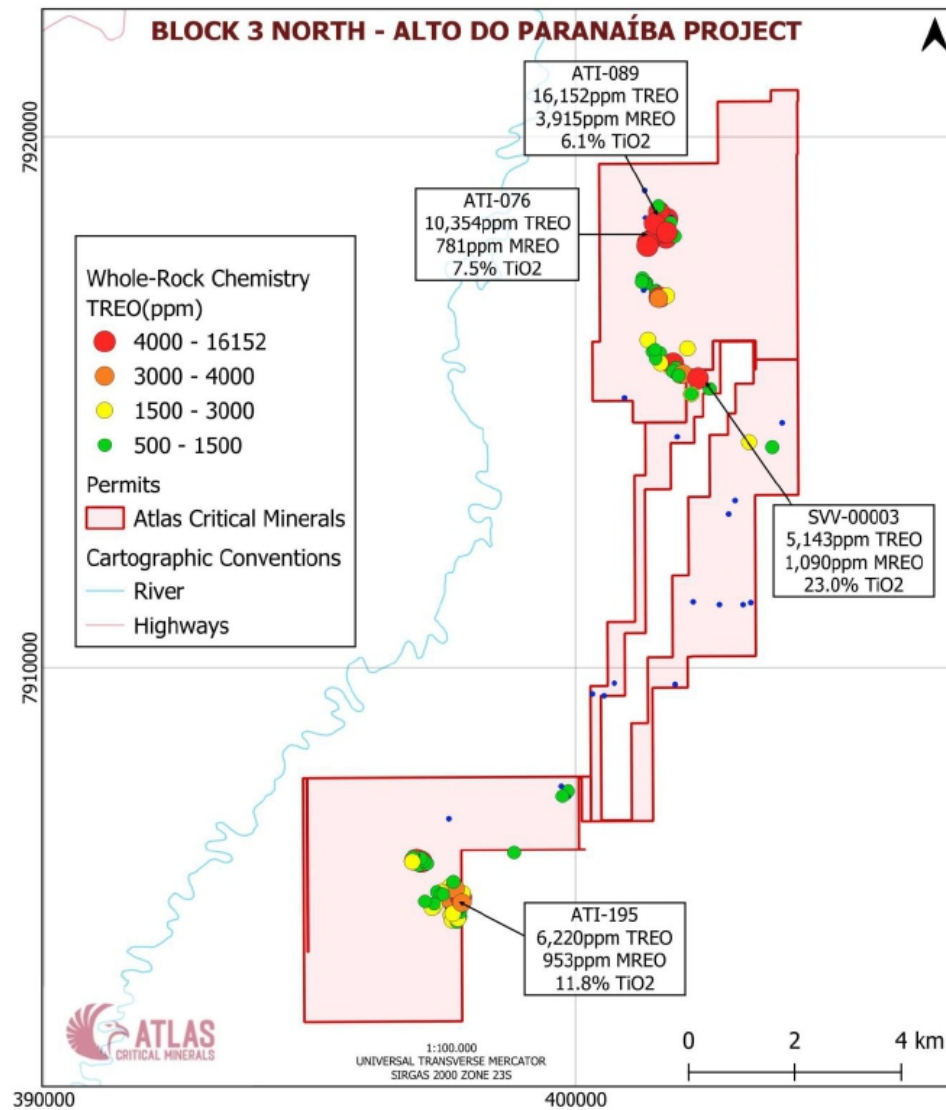 BLOCK 3 NORTH - ALTO DO PARANAÍBA PROJECT
ATI-089
16,152ppm TREO
3,915ppm MREO
6.1% TiO2
7920000
ATI-076
10,354ppm TREO
781ppm MREO
7.5% TiO2
Whole-Rock Chemistry
TREO(ppm)
4000 - 16152
3000 - 4000
1500 - 3000
500 - 1500
Permits
Atlas Critical Minerals
Cartographic Conventions
River
Highways
SVV-00003
5,143ppm TREO
1,090ppm MREO
23.0% TiO2
7910000
ATI-195
6,220ppm TREO
953ppm MREO
11.8% TiO2
ATLAS
CRITICAL MINERALS
1:100.000
UNIVERSAL TRANSVERSE MERCATOR
SIRGAS 2000 ZONE 23S
0 2 4 km
390000 400000